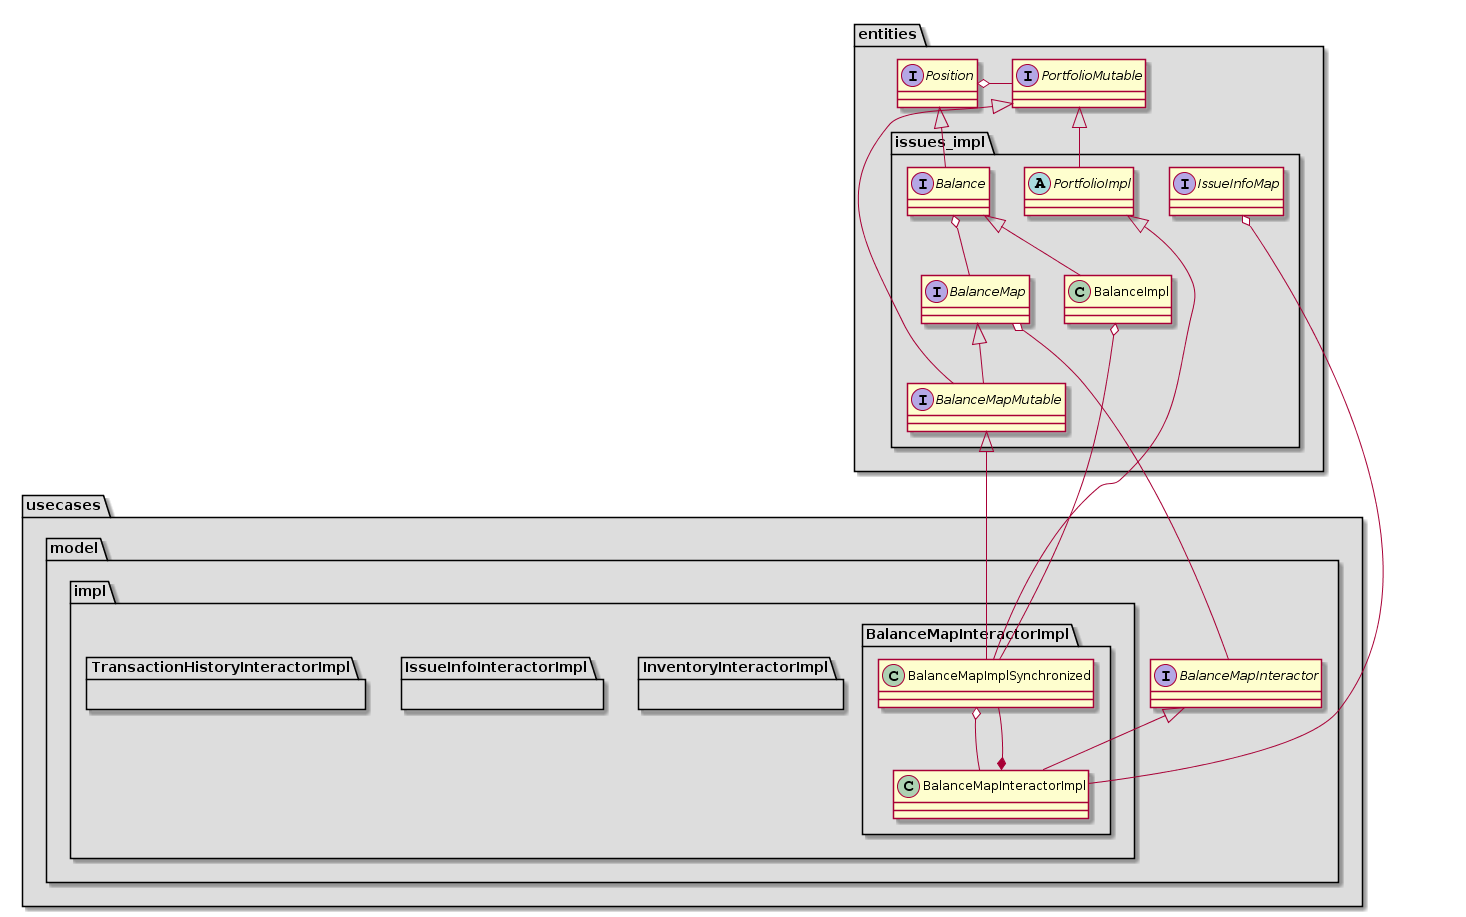 entities
I Position
I PortfolioMutable
issues_impl
I Balance
A PortfolioImpl
I IssueInfoMap
I BalanceMap
C BalanceImpl
I BalanceMapMutable
usecases
model
impl
BalanceMapInteractorImpl
TransactionHistoryInteractorImpl
IssueInfoInteractorImpl
InventoryInteractorImpl
C BalanceMapImplSynchronized
I BalanceMapInteractor
C BalanceMapInteractorImpl